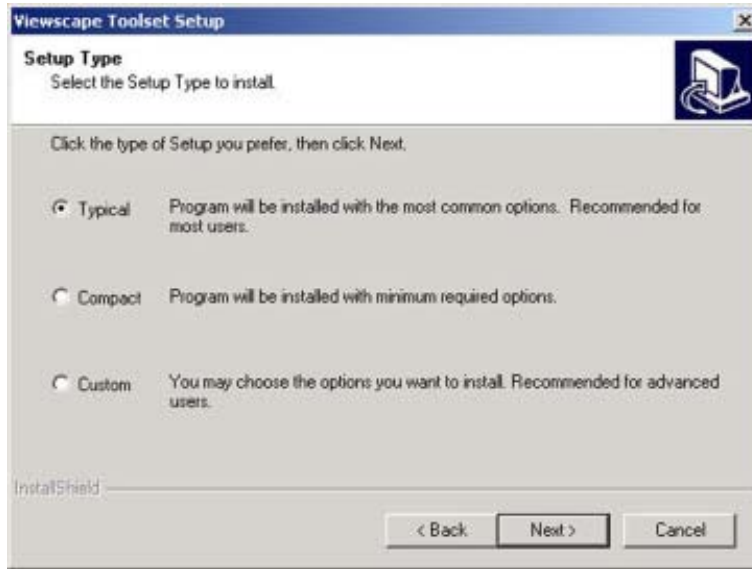 Viewscape Toolset Setup
Setup Type
Select the Setup Type to install.
Click the type of Setup you prefer, then click Next.
Typical Program will be installed with the most common options. Recommended for
most users.
Compact Program will be installed with minimum required options.
Custom You may choose the options you want to install. Recommended for advanced
users.
InstallShield
< Back Next > Cancel